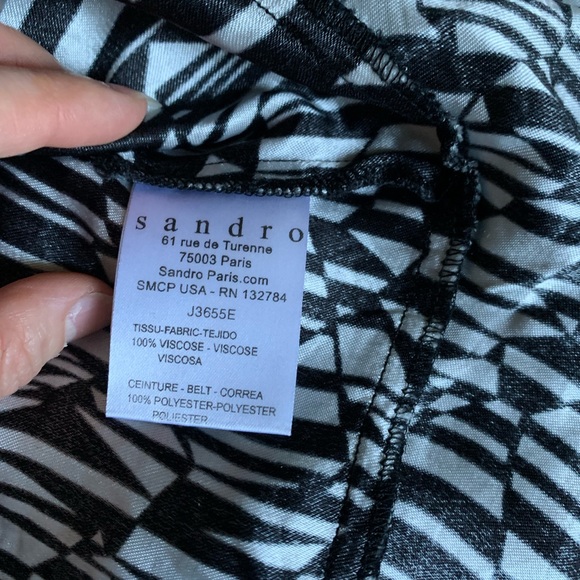 sandro
61 rue de Turenne
75003 Paris
Sandro Paris.com
SMCP USA - RN 132784
J3655E
TISSU-FABRIC-TEJIDO
100% VISCOSE - VISCOSE
VISCOSA
CEINTURE - BELT - CORREA
100% POLYESTER-POLYESTER
POLIESTER